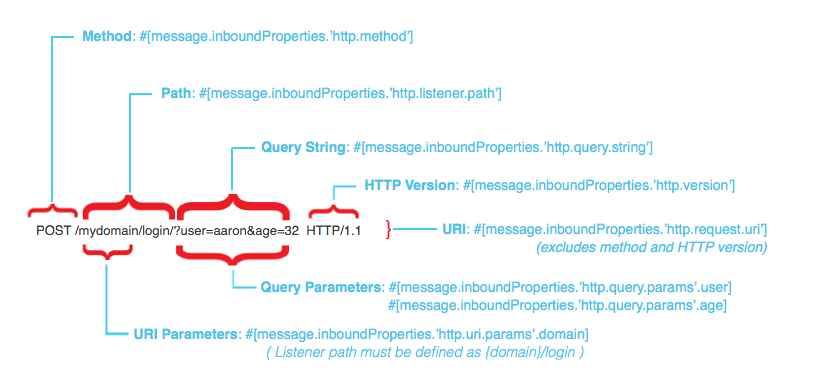 Method: #[message.inboundProperties.'http.method']
Path: #[message.inboundProperties.'http.listener.path']
Query String: #[message.inboundProperties.'http.query.string']
HTTP Version: #[message.inboundProperties.'http.version']
POST /mydomain/login/?user=aaron&age=32 HTTP/1.1
URI: #[message.inboundProperties.'http.request.uri']
(excludes method and HTTP version)
Query Parameters: #[message.inboundProperties.'http.query.params'.user]
#[message.inboundProperties.'http.query.params'.age]
URI Parameters: #[message.inboundProperties.'http.uri.params'.domain]
( Listener path must be defined as {domain}/login )